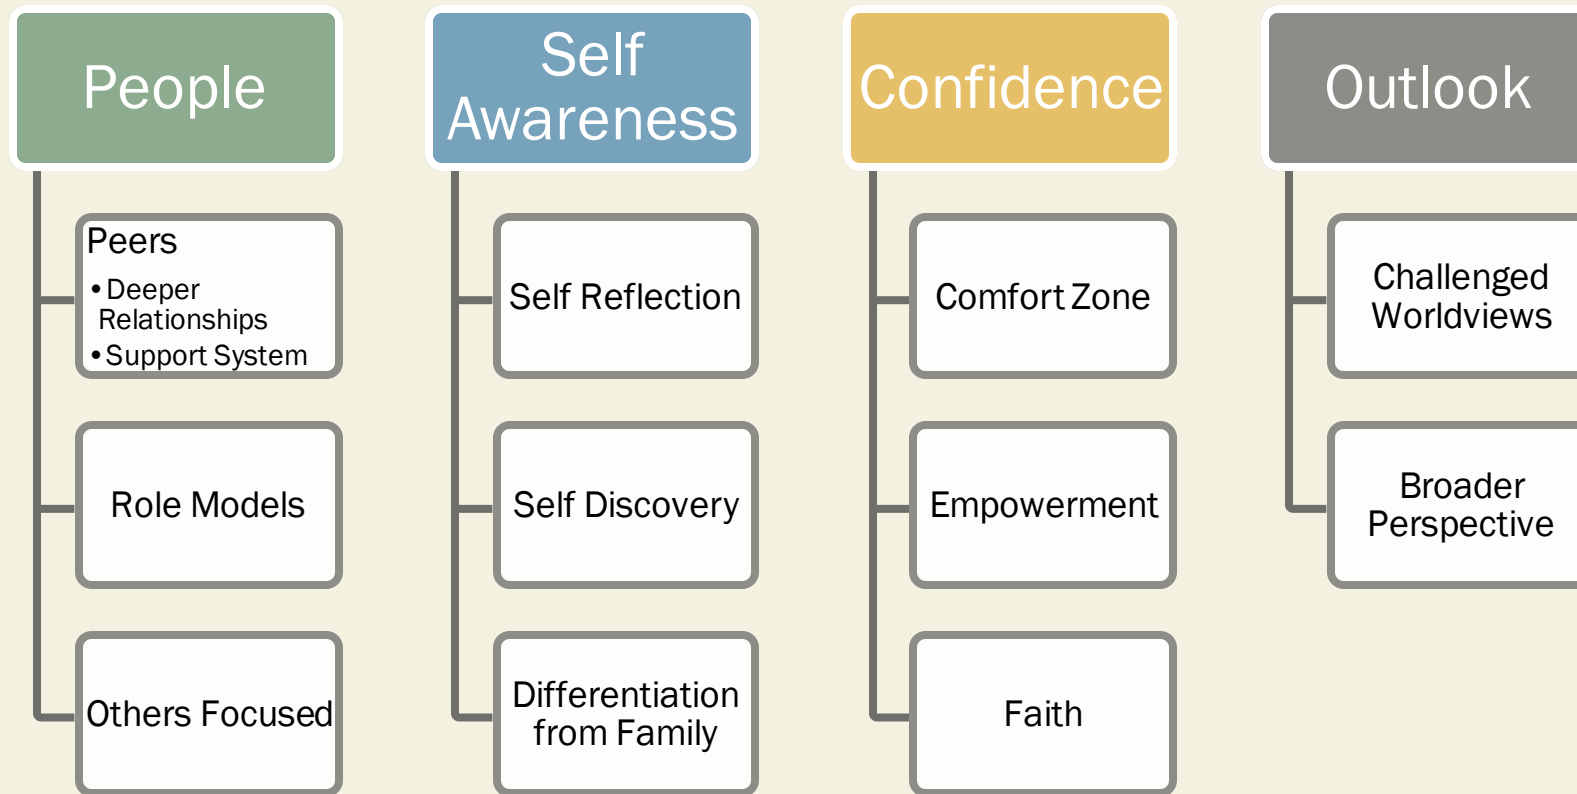 People
Peers
• Deeper
Relationships
• Support System
Role Models
Others Focused
Self
Awareness
Self Reflection
Self Discovery
Differentiation
from Family
Confidence
Comfort Zone
Empowerment
Faith
Outlook
Challenged
Worldviews
Broader
Perspective